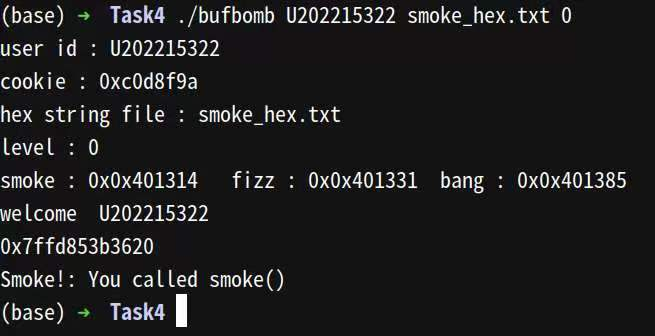 (base) ➜  Task4 ./bufbomb U202215322 smoke_hex.txt 0
user id : U202215322
cookie : 0xc0d8f9a
hex string file : smoke_hex.txt
level : 0
smoke : 0x0x401314   fizz : 0x0x401331  bang : 0x0x401385
welcome  U202215322
0x7ffd853b3620
Smoke!: You called smoke()
(base) ➜  Task4